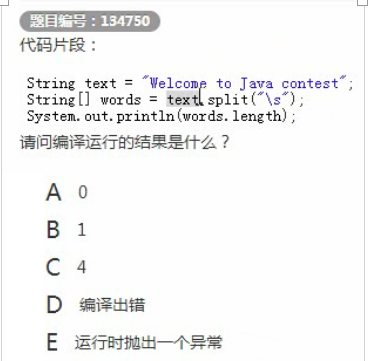 题目编号：134750
代码片段：
String text = "Welcome to Java contest";
String[] words = text.split("\s");
System.out.println(words.length);
请问编译运行的结果是什么？
A 0
B 1
C 4
D 编译出错
E 运行时抛出一个异常